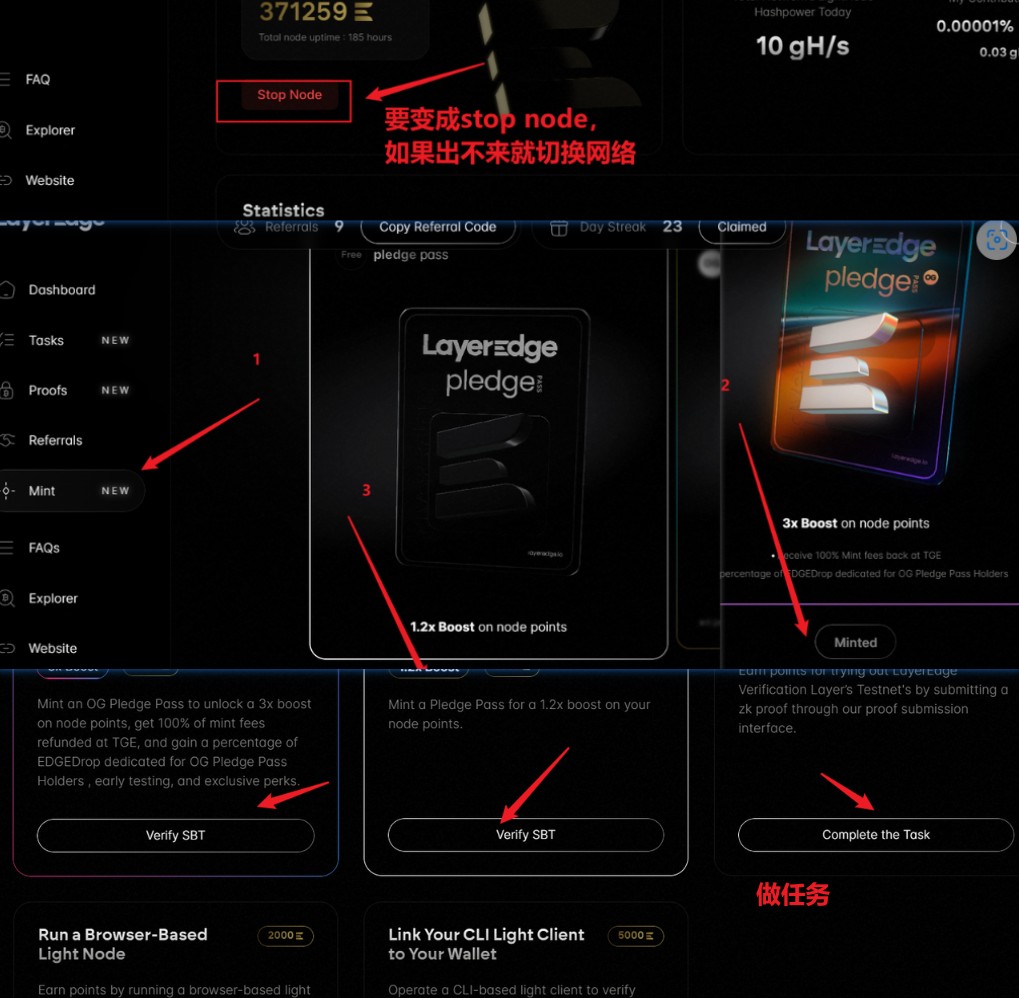 371259
Total node uptime : 185 hours
Stop Node
Hashpower Today
10 gH/s
0.00001%
0.03
FAQ
Explorer
Website
要变成stop node，
如果出不来就切换网络
Statistics
Referrals 9 Copy Referral Code Day Streak 23 Claimed
LayerEdge
Dashboard
Tasks NEW
Proofs NEW
Referrals
Mint NEW
FAQs
Explorer
Website
1
Free pledge pass
LayerEdge
pledge PASS
layeredge.io
3
1.2x Boost on node points
LayerEdge
pledge PASS OG
layeredge.io
2
3x Boost on node points
• Receive 100% Mint fees back at TGE
percentage of EDGEDrop dedicated for OG Pledge Pass Holders
Minted
Mint an OG Pledge Pass to unlock a 3x boost
on node points, get 100% of mint fees
refunded at TGE, and gain a percentage of
EDGEDrop dedicated for OG Pledge Pass
Holders , early testing, and exclusive perks.
Verify SBT
1.2x Boost
Mint a Pledge Pass for a 1.2x boost on your
node points.
Verify SBT
Earn points for trying out LayerEdge
Verification Layer's Testnet's by submitting a
zk proof through our proof submission
interface.
Complete the Task
做任务
Run a Browser-Based
Light Node
2000
Earn points by running a browser-based light
Link Your CLI Light Client
to Your Wallet
5000
Operate a CLI-based light client to verify